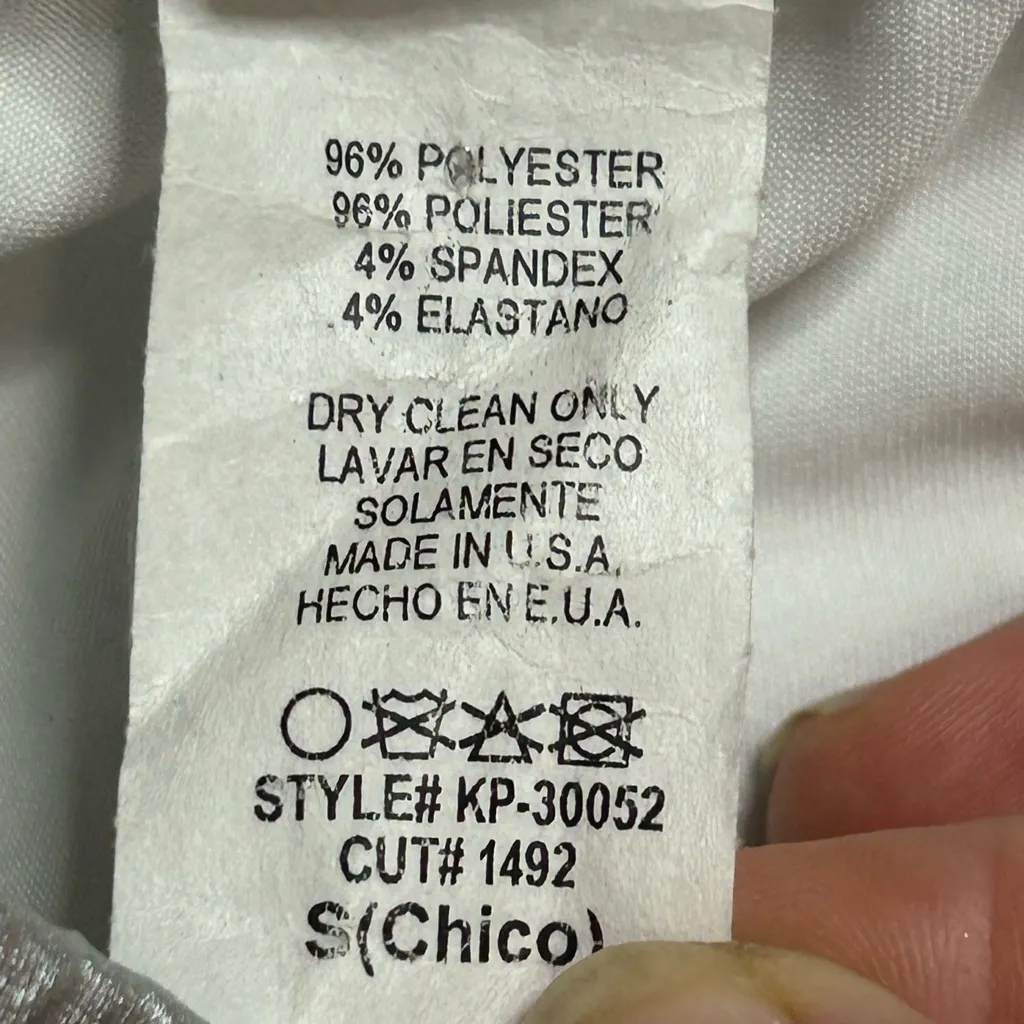 96% POLYESTER
96% POLIESTER
4% SPANDEX
4% ELASTANO
DRY CLEAN ONLY
LAVAR EN SECO
SOLAMENTE
MADE IN U.S.A.
HECHO EN E.U.A.
STYLE# KP-30052
CUT# 1492
S(Chico)